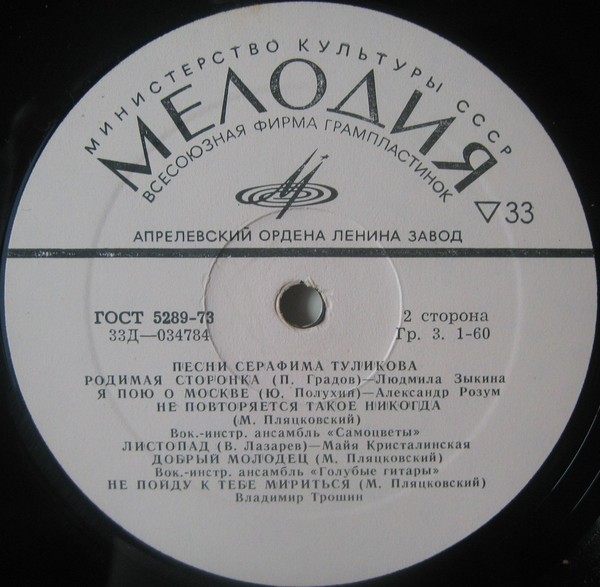 МИНИСТЕРСТВО КУЛЬТУРЫ СССР
МЕЛОДИЯ
ВСЕСОЮЗНАЯ ФИРМА ГРАМПЛАСТИНОК
33
АПРЕЛЕВСКИЙ ОРДЕНА ЛЕНИНА ЗАВОД
ГОСТ 5289-73 2 сторона
33Д—034784 Гр. 3. 1-60
ПЕСНИ СЕРАФИМА ТУЛИКОВА
РОДИМАЯ СТОРОНКА (П. Градов)—Людмила Зыкина
Я ПОЮ О МОСКВЕ (Ю. Полухин)—Александр Розум
НЕ ПОВТОРЯЕТСЯ ТАКОЕ НИКОГДА
(М. Пляцковский)
Вок.-инстр. ансамбль «Самоцветы»
ЛИСТОПАД (В. Лазарев)—Майя Кристалинская
ДОБРЫЙ МОЛОДЕЦ (М. Пляцковский)
Вок.-инстр. ансамбль «Голубые гитары»
НЕ ПОЙДУ К ТЕБЕ МИРИТЬСЯ (М. Пляцковский)
Владимир Трошин